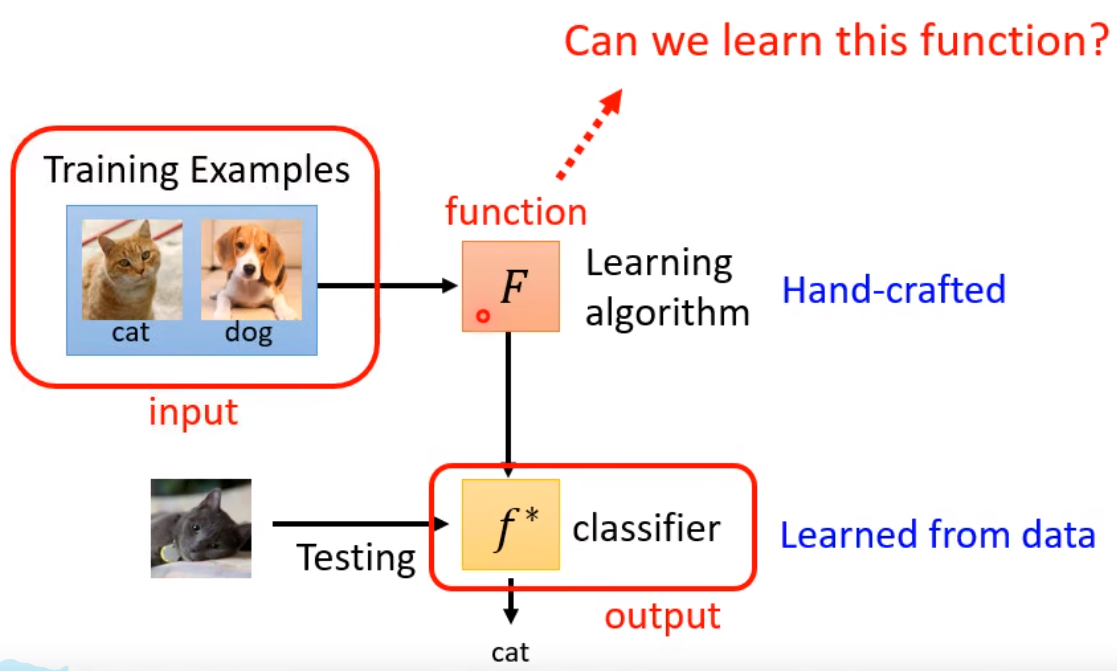 Can we learn this function?
Training Examples
cat
dog
input
function
F
Learning
algorithm
Hand-crafted
Testing
f*
classifier
Learned from data
output
cat